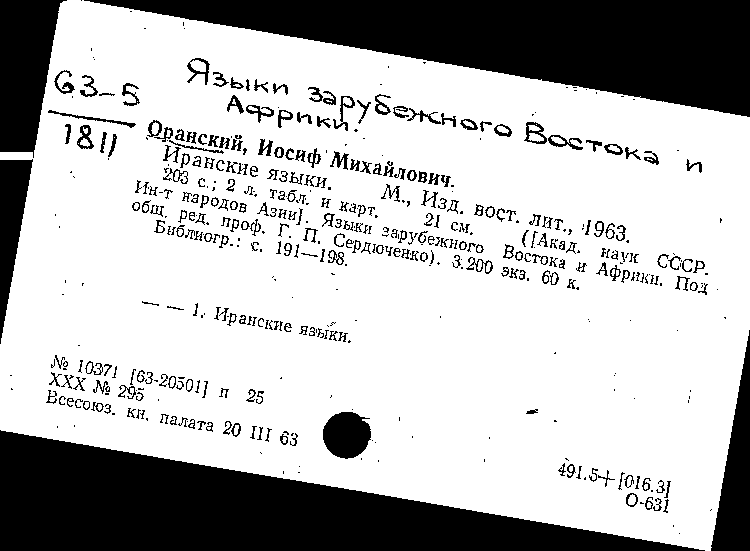 Языки зарубежного Востока и
Африки.
63-5
1811
Оранский, Иосиф Михайлович.
Иранские языки. М., Изд. вост. лит., 1963.
203 с.; 2 л. табл. и карт. 21 см. ([Акад. наук СССР.
Ин-т народов Азии]. Языки зарубежного Востока и Африки. Под
общ. ред. проф. Г. П. Сердюченко). 3.200 экз. 60 к.
Библиогр.: с. 191—198.
— — 1. Иранские языки.
№ 10371 [63-20501] п 25
XXX № 295
Всесоюз. кн. палата 20 III 63
491.5+[016.3]
О-631